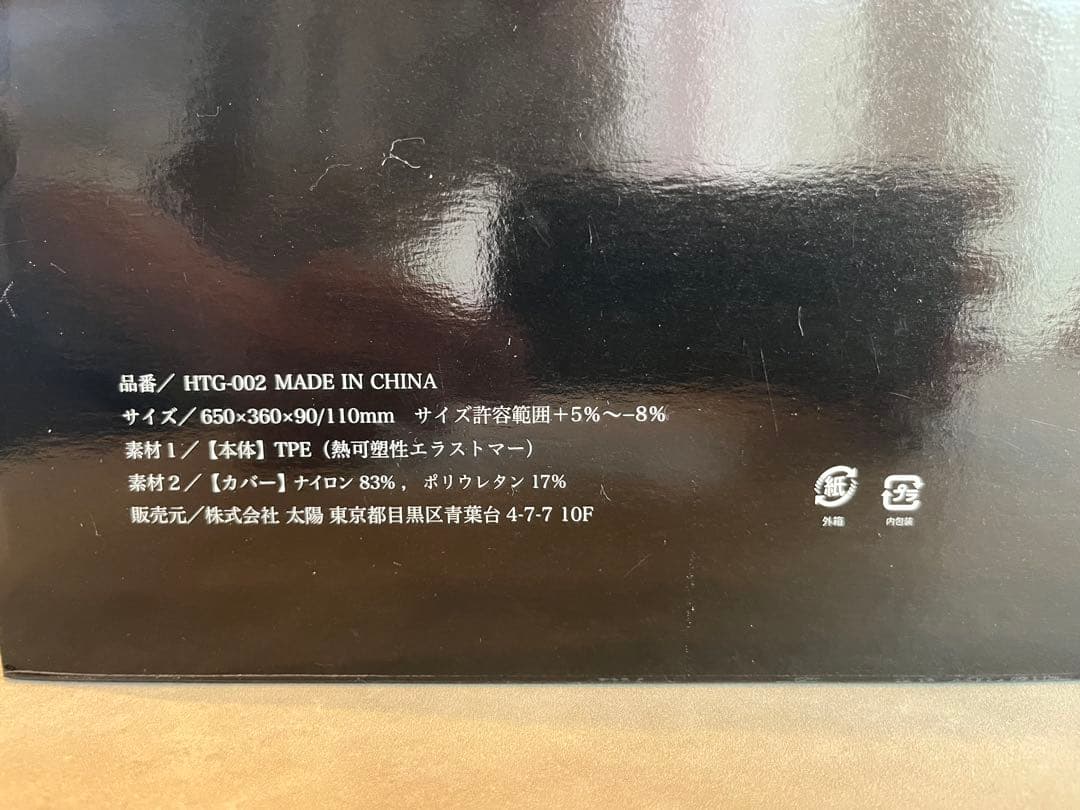 品番／ HTG-002 MADE IN CHINA
サイズ／650×360×90/110mm　サイズ許容範囲＋5%～−8%
素材１／【本体】TPE（熱可塑性エラストマー）
素材２／【カバー】ナイロン 83%， ポリウレタン 17%
販売元／株式会社 太陽 東京都目黒区青葉台 4-7-7 10F
紙
外箱
プラ
内包装